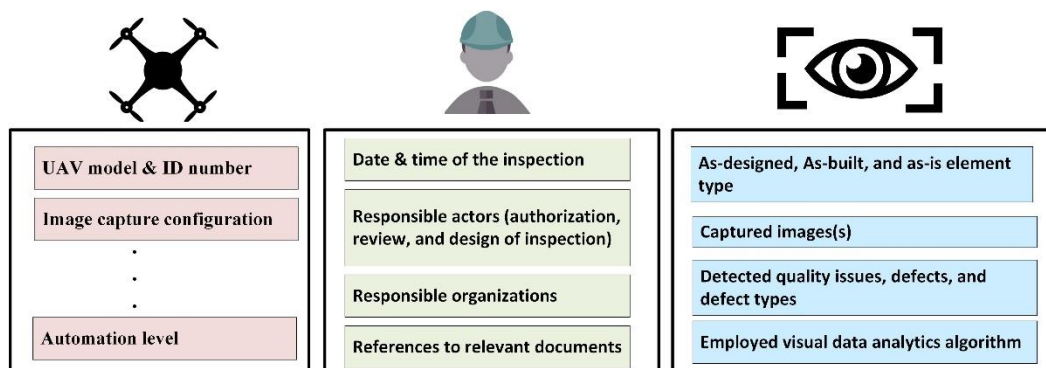 UAV model & ID number
Image capture configuration
.
.
.
Automation level
Date & time of the inspection
Responsible actors (authorization,
review, and design of inspection)
Responsible organizations
References to relevant documents
As-designed, As-built, and as-is element
type
Captured images(s)
Detected quality issues, defects, and
defect types
Employed visual data analytics algorithm